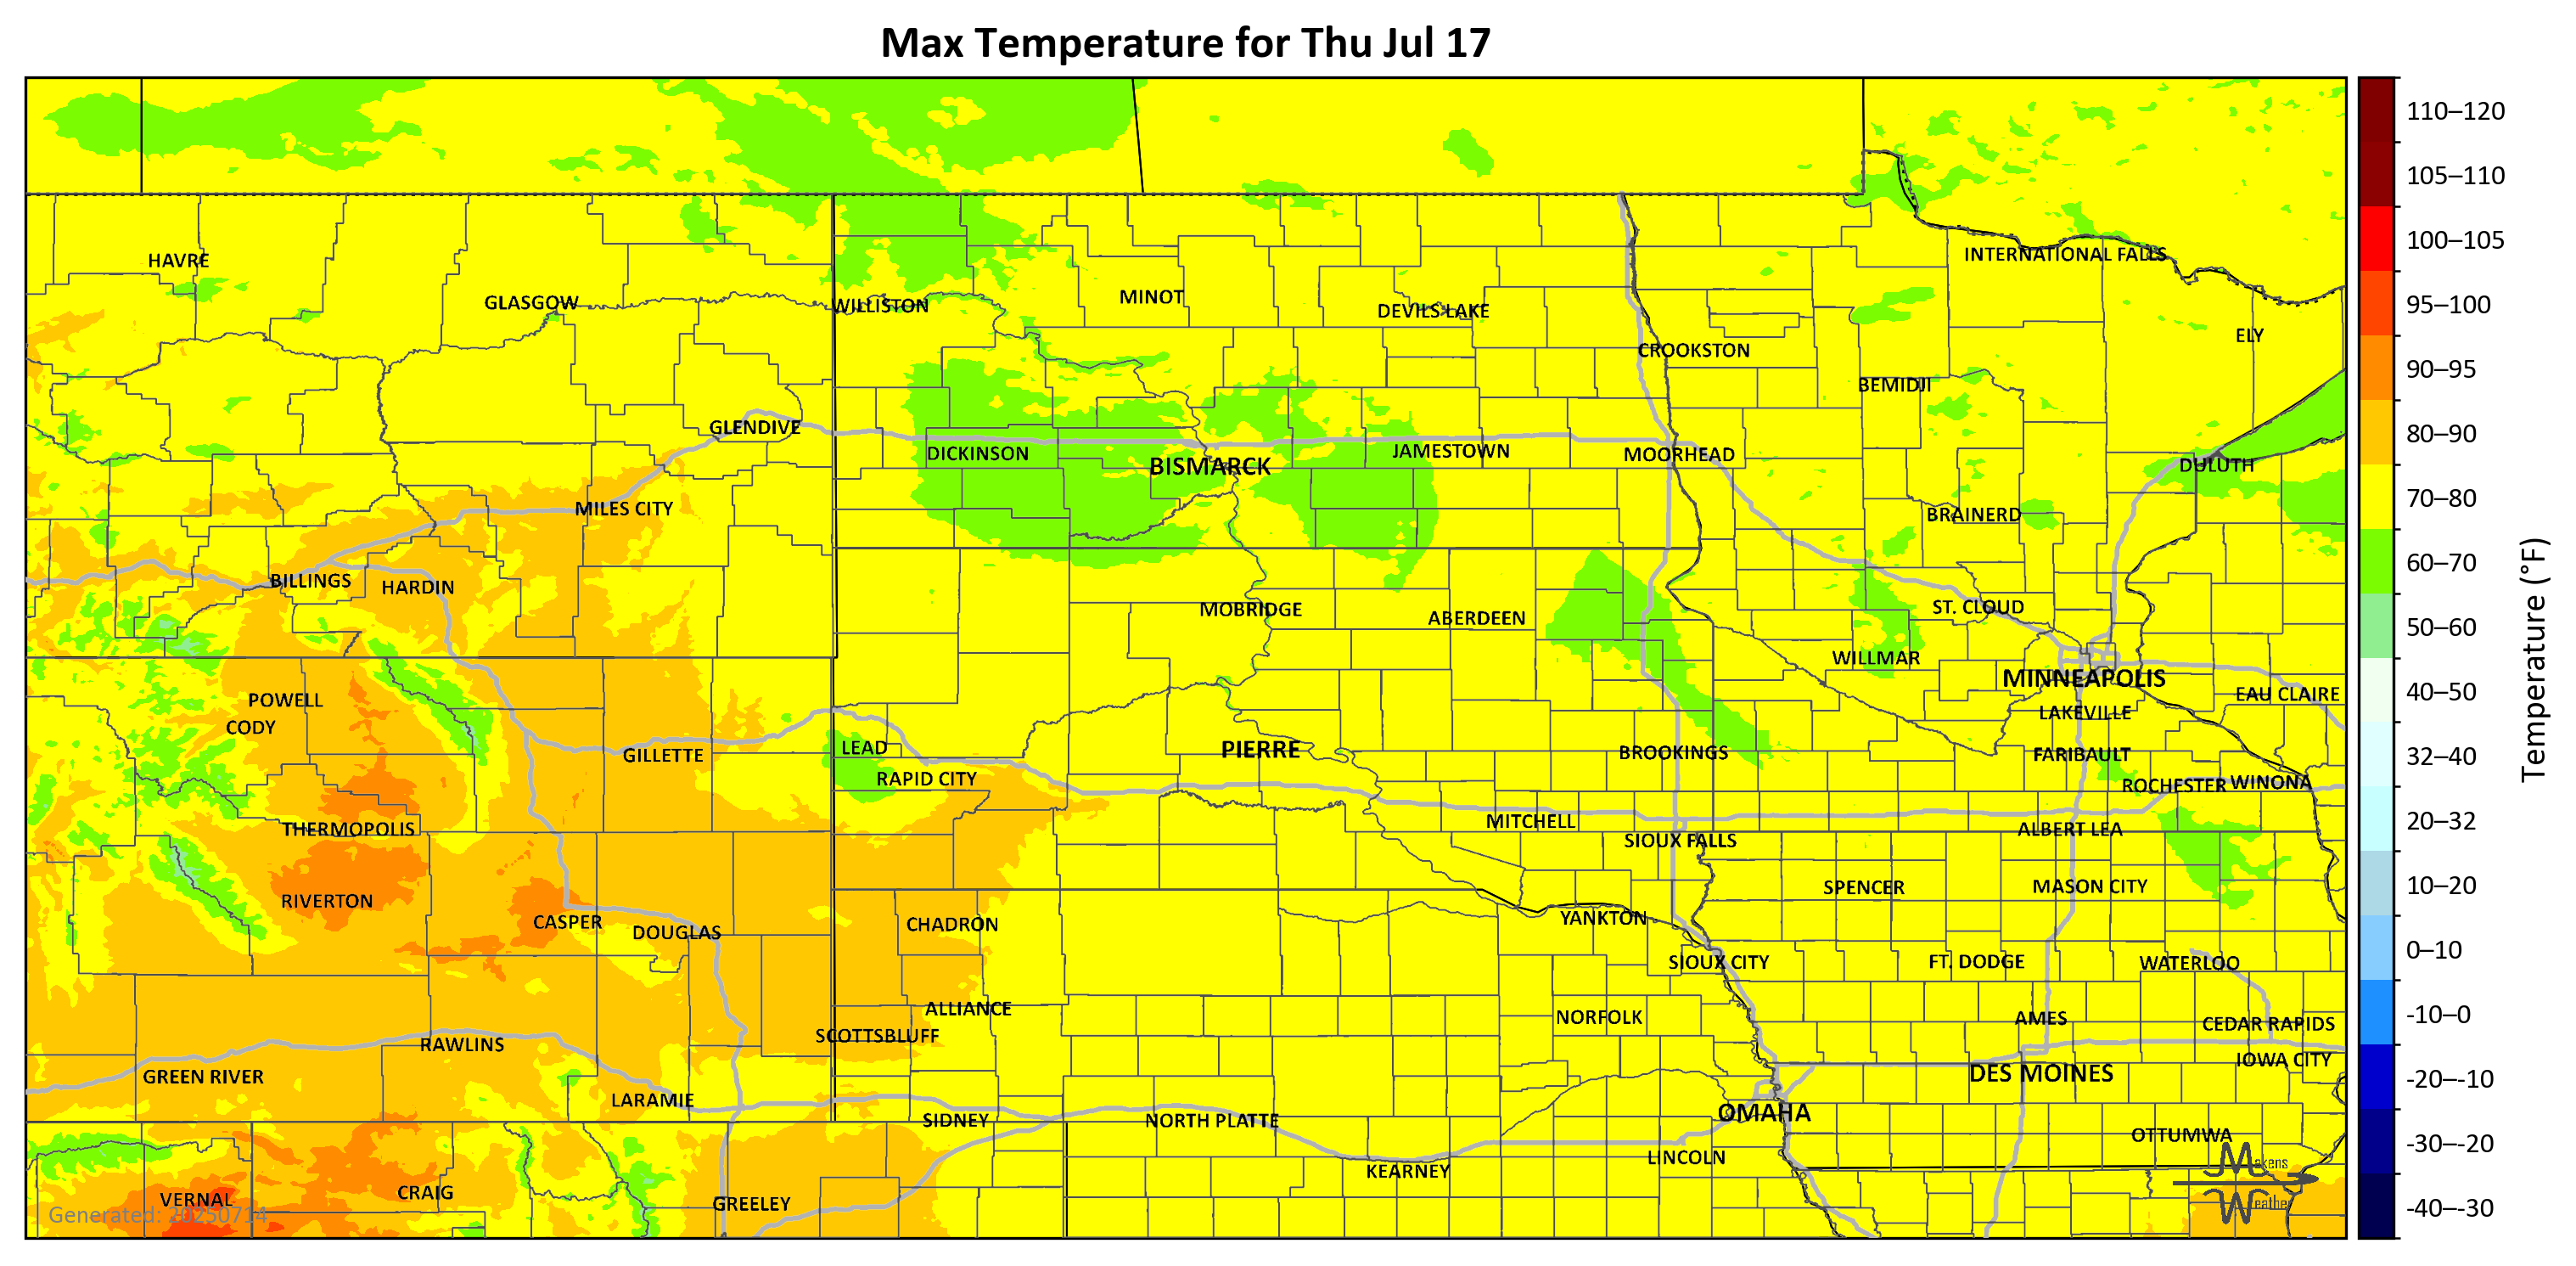 Max Temperature for Thu Jul 17
HAVRE
GLASGOW
WILLISTON
MINOT
DEVILS LAKE
INTERNATIONAL FALLS
ELY
CROOKSTON
BEMIDJI
GLENDIVE
DICKINSON
BISMARCK
JAMESTOWN
MOORHEAD
DULUTH
MILES CITY
BRAINERD
BILLINGS
HARDIN
MOBRIDGE
ABERDEEN
ST. CLOUD
WILLMAR
MINNEAPOLIS
EAU CLAIRE
POWELL
CODY
LAKEVILLE
GILLETTE
LEAD
PIERRE
BROOKINGS
FARIBAULT
RAPID CITY
ROCHESTER
WINONA
THERMOPOLIS
MITCHELL
SIOUX FALLS
ALBERT LEA
RIVERTON
SPENCER
MASON CITY
CASPER
DOUGLAS
CHADRON
YANKTON
SIOUX CITY
FT. DODGE
WATERLOO
ALLIANCE
NORFOLK
AMES
CEDAR RAPIDS
SCOTTSBLUFF
RAWLINS
IOWA CITY
GREEN RIVER
DES MOINES
LARAMIE
SIDNEY
NORTH PLATTE
OMAHA
OTTUMWA
LINCOLN
KEARNEY
VERNAL
CRAIG
GREELEY
Generated: 20250714
Makens
Weather
110–120
105–110
100–105
95–100
90–95
80–90
70–80
60–70
50–60
40–50
32–40
20–32
10–20
0–10
-10–0
-20–-10
-30–-20
-40–-30
Temperature (°F)